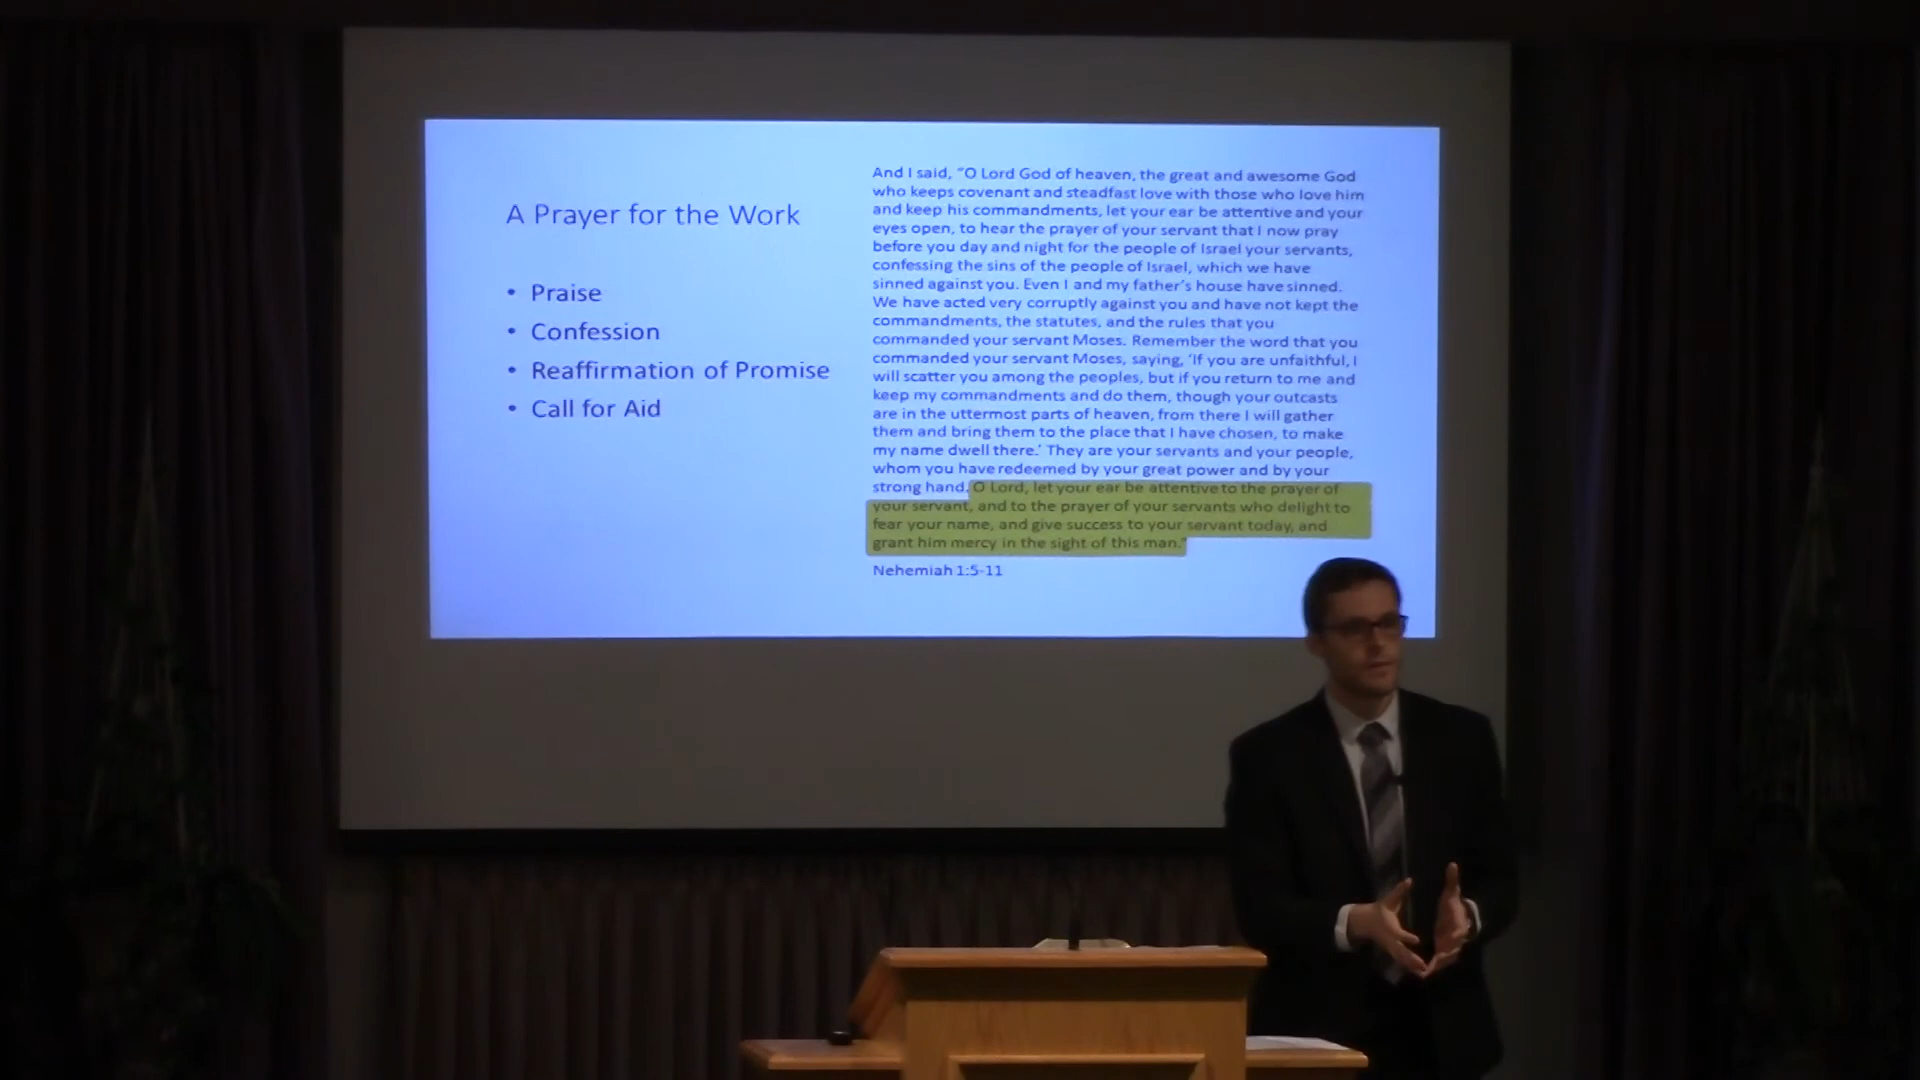 A Prayer for the Work
• Praise
• Confession
• Reaffirmation of Promise
• Call for Aid
And I said, “O Lord God of heaven, the great and awesome God
who keeps covenant and steadfast love with those who love him
and keep his commandments, let your ear be attentive and your
eyes open, to hear the prayer of your servant that I now pray
before you day and night for the people of Israel your servants,
confessing the sins of the people of Israel, which we have
sinned against you. Even I and my father’s house have sinned.
We have acted very corruptly against you and have not kept the
commandments, the statutes, and the rules that you
commanded your servant Moses. Remember the word that you
commanded your servant Moses, saying, ‘If you are unfaithful, I
will scatter you among the peoples, but if you return to me and
keep my commandments and do them, though your outcasts
are in the uttermost parts of heaven, from there I will gather
them and bring them to the place that I have chosen, to make
my name dwell there.’ They are your servants and your people,
whom you have redeemed by your great power and by your
strong hand. O Lord, let your ear be attentive to the prayer of
your servant, and to the prayer of your servants who delight to
fear your name, and give success to your servant today, and
grant him mercy in the sight of this man.”
Nehemiah 1:5-11